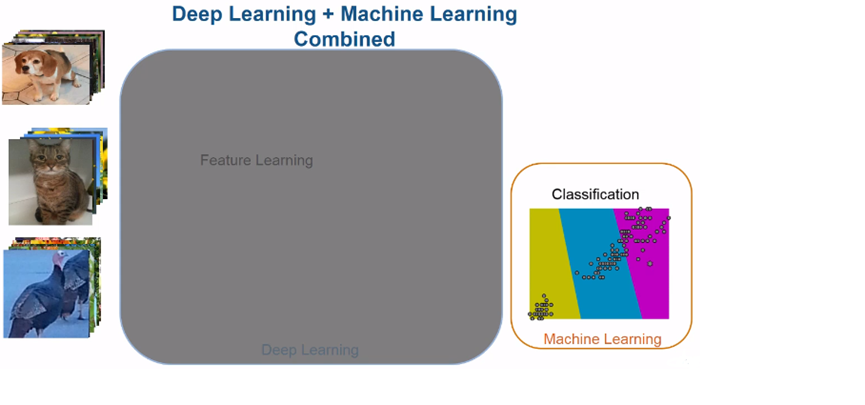 Deep Learning + Machine Learning
Combined
Feature Learning
Classification
Machine Learning
Deep Learning